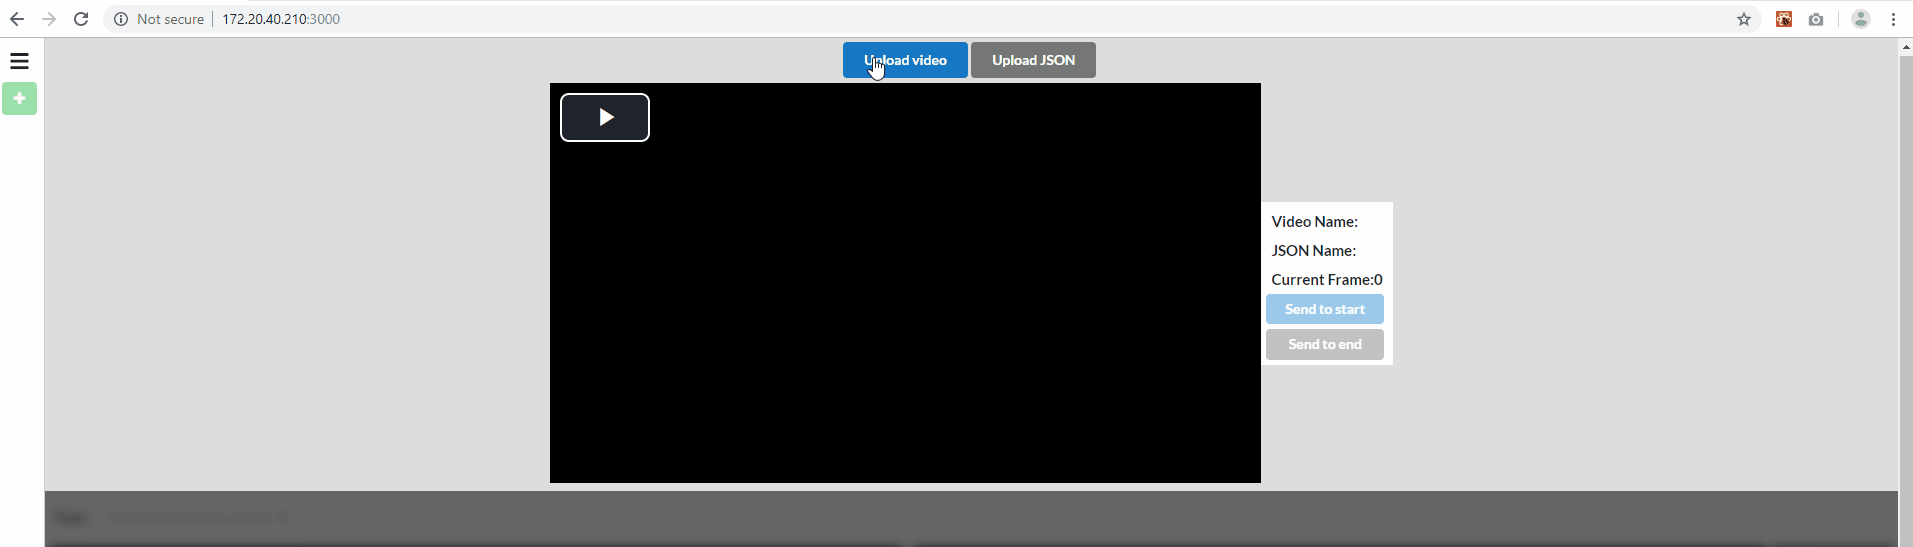 Not secure | 172.20.40.210:3000
Upload video Upload JSON
Video Name:
JSON Name:
Current Frame:0
Send to start
Send to end